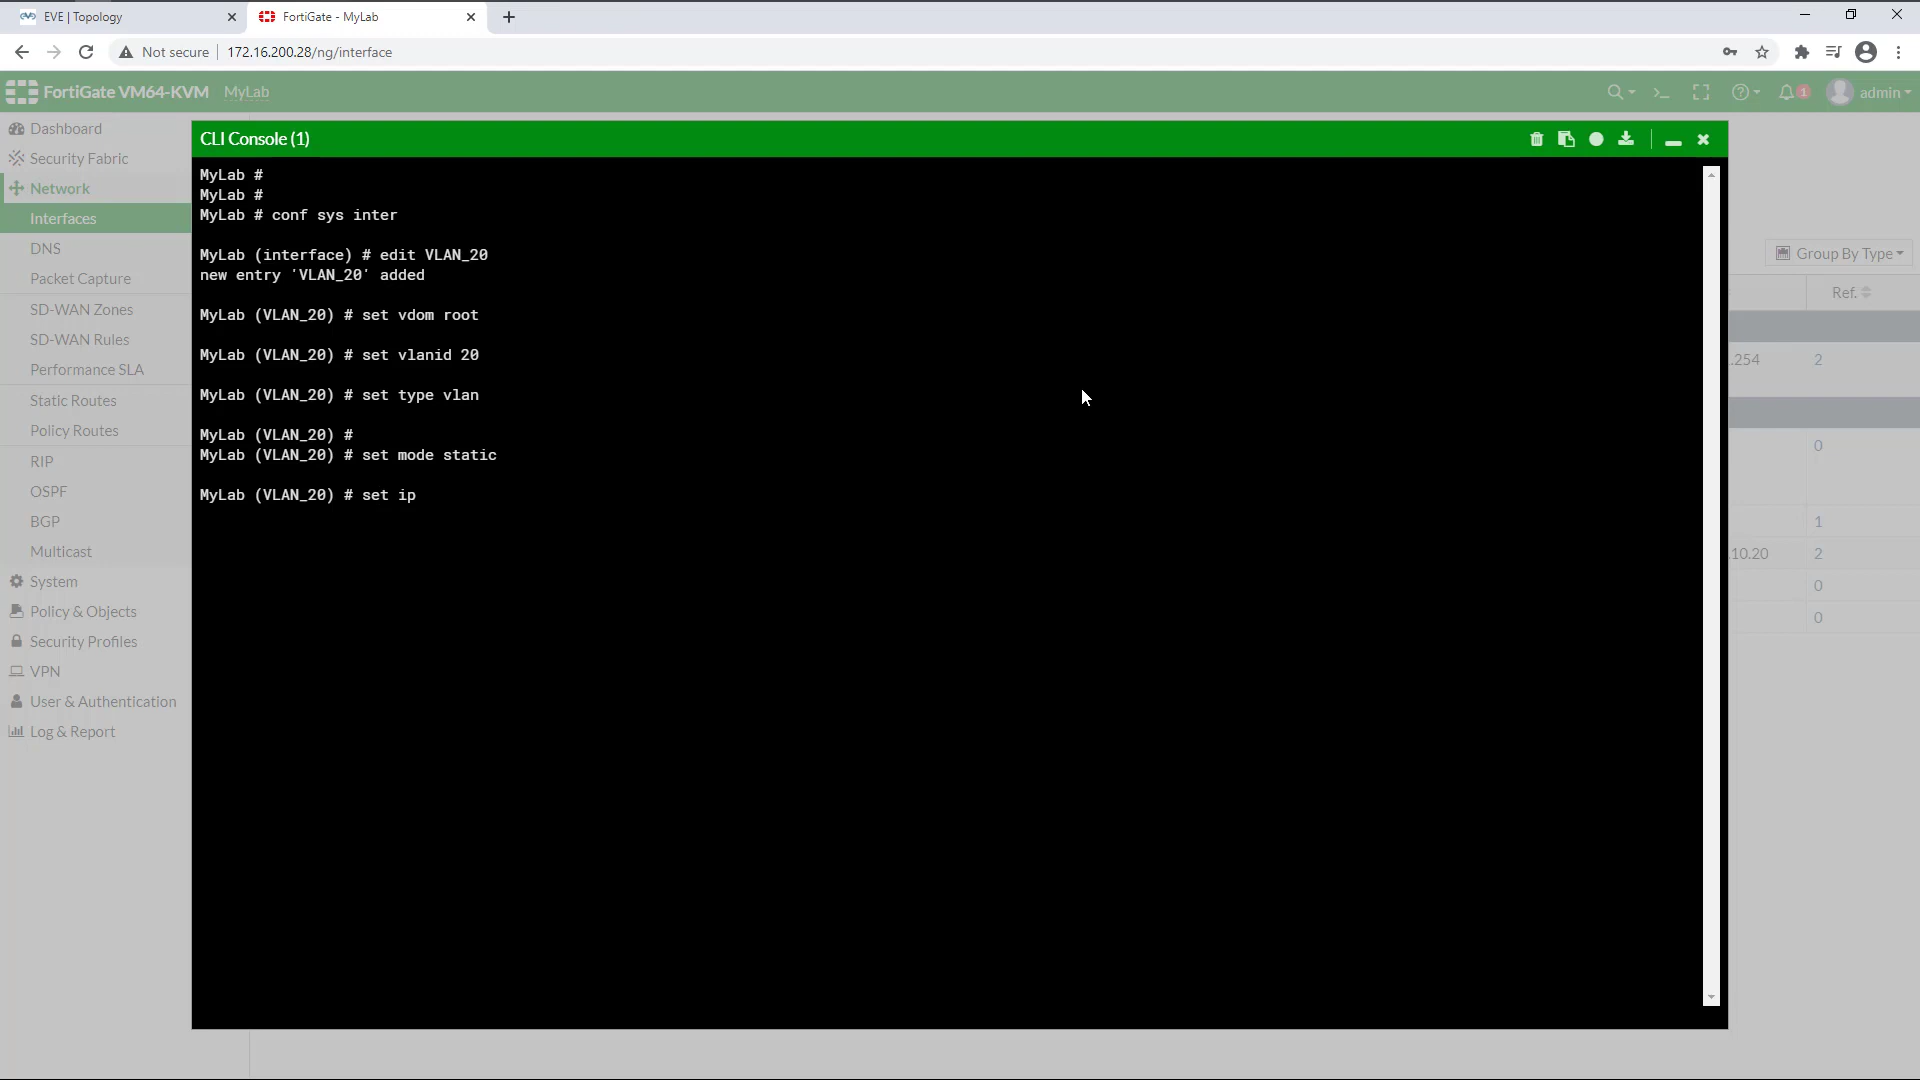 EVE | Topology
FortiGate - MyLab
Not secure
172.16.200.28/ng/interface
FortiGate VM64-KVM
MyLab
1
admin
Dashboard
Security Fabric
Network
Interfaces
DNS
Packet Capture
SD-WAN Zones
SD-WAN Rules
Performance SLA
Static Routes
Policy Routes
RIP
OSPF
BGP
Multicast
System
Policy & Objects
Security Profiles
VPN
User & Authentication
Log & Report
CLI Console (1)
MyLab #
MyLab #
MyLab # conf sys inter
MyLab (interface) # edit VLAN_20
new entry 'VLAN_20' added
MyLab (VLAN_20) # set vdom root
MyLab (VLAN_20) # set vlanid 20
MyLab (VLAN_20) # set type vlan
MyLab (VLAN_20) #
MyLab (VLAN_20) # set mode static
MyLab (VLAN_20) # set ip
Group By Type
Ref.
.254 2
0
1
.10.20 2
0
0